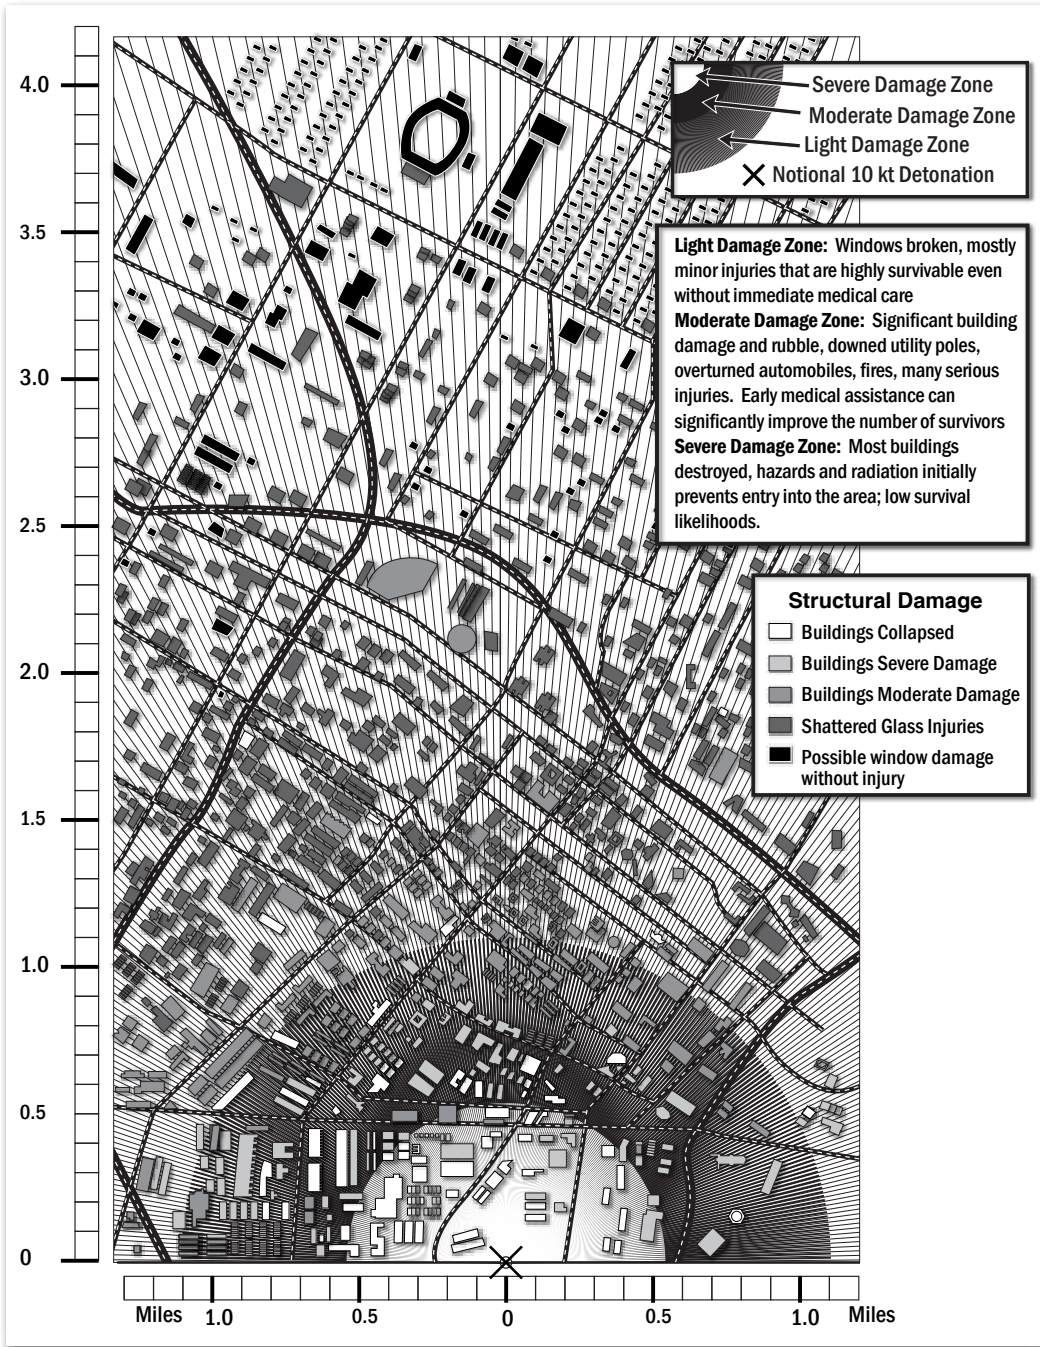 4.0
3.5
3.0
2.5
2.0
1.5
1.0
0.5
0
Severe Damage Zone
Moderate Damage Zone
Light Damage Zone
Notional 10 kt Detonation
Light Damage Zone: Windows broken, mostly
minor injuries that are highly survivable even
without immediate medical care
Moderate Damage Zone: Significant building
damage and rubble, downed utility poles,
overturned automobiles, fires, many serious
injuries. Early medical assistance can
significantly improve the number of survivors
Severe Damage Zone: Most buildings
destroyed, hazards and radiation initially
prevents entry into the area; low survival
likelihoods.
Structural Damage
Buildings Collapsed
Buildings Severe Damage
Buildings Moderate Damage
Shattered Glass Injuries
Possible window damage
without injury
Miles 1.0 0.5 0 0.5 1.0 Miles